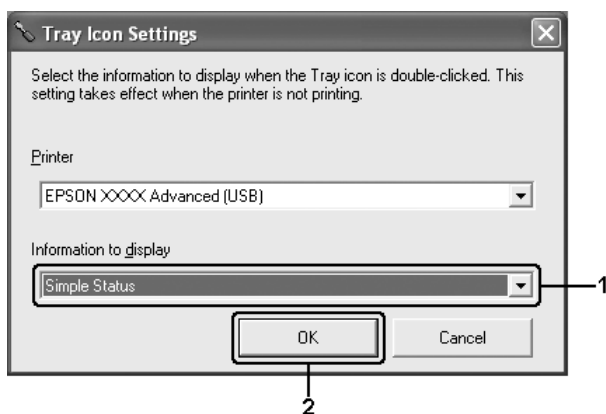 Tray Icon Settings
Select the information to display when the Tray icon is double-clicked. This
setting takes effect when the printer is not printing.
Printer
EPSON XXXX Advanced (USB)
Information to display
Simple Status
1
OK
Cancel
2